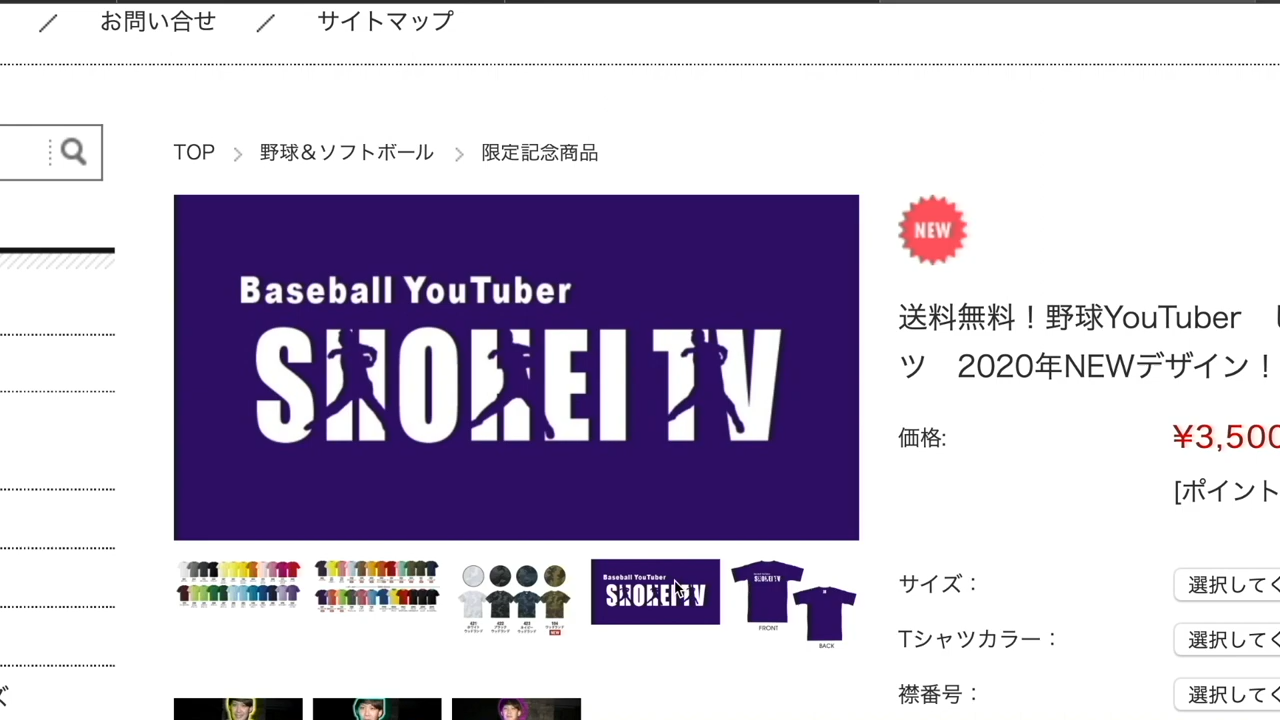 お問い合せ
サイトマップ
TOP
野球＆ソフトボール
限定記念商品
Baseball YouTuber
SHOHEI TV
NEW
送料無料！野球YouTuber
ツ　2020年NEWデザイン！
価格:
¥3,500
[ポイント
サイズ：
選択してく
Tシャツカラー：
選択してく
襟番号：
選択してく
Baseball YouTuber
SHOHEI TV
FRONT
BACK
ズ